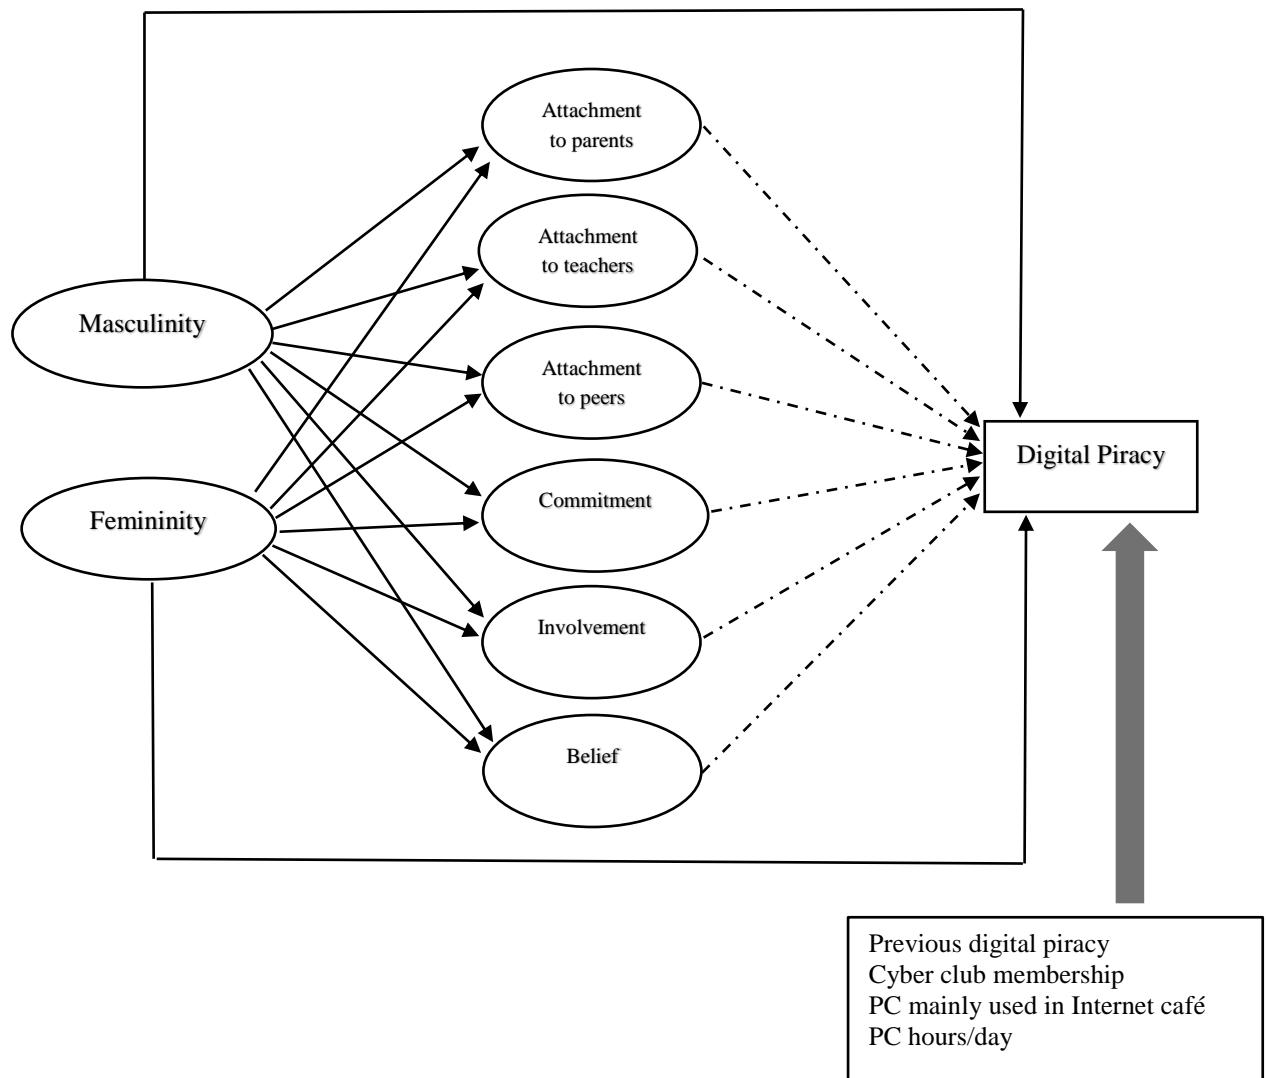 Attachment
to parents
Attachment
to teachers
Masculinity
Attachment
to peers
Digital Piracy
Femininity
Commitment
Involvement
Belief
Previous digital piracy
Cyber club membership
PC mainly used in Internet café
PC hours/day